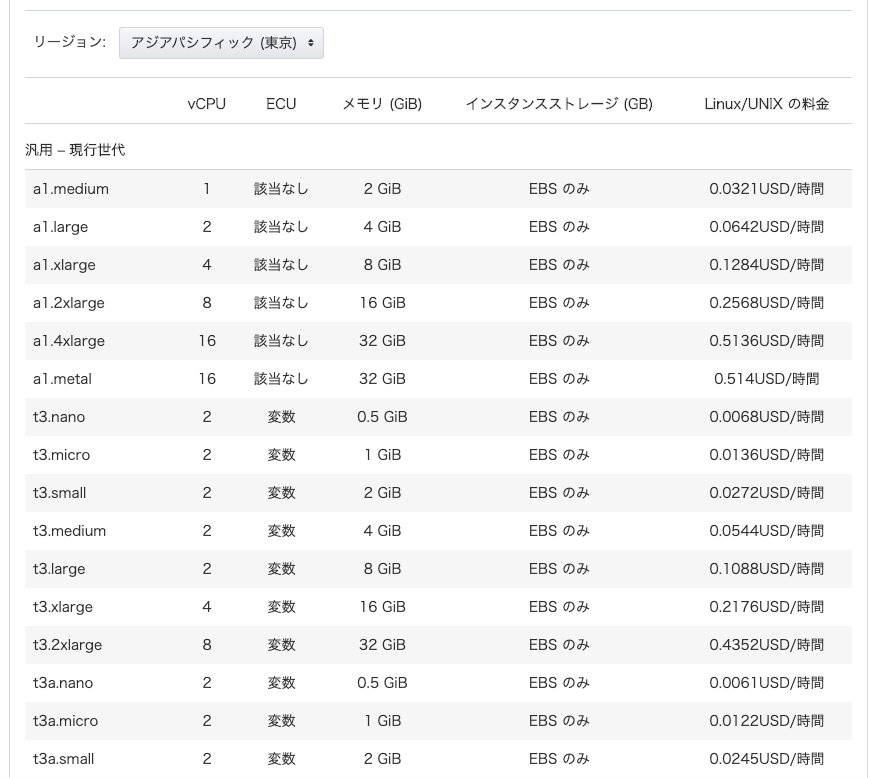 リージョン: アジアパシフィック (東京)
vCPU ECU メモリ (GiB) インスタンスストレージ (GB) Linux/UNIX の料金
汎用 – 現行世代
a1.medium 1 該当なし 2 GiB EBS のみ 0.0321USD/時間
a1.large 2 該当なし 4 GiB EBS のみ 0.0642USD/時間
a1.xlarge 4 該当なし 8 GiB EBS のみ 0.1284USD/時間
a1.2xlarge 8 該当なし 16 GiB EBS のみ 0.2568USD/時間
a1.4xlarge 16 該当なし 32 GiB EBS のみ 0.5136USD/時間
a1.metal 16 該当なし 32 GiB EBS のみ 0.514USD/時間
t3.nano 2 変数 0.5 GiB EBS のみ 0.0068USD/時間
t3.micro 2 変数 1 GiB EBS のみ 0.0136USD/時間
t3.small 2 変数 2 GiB EBS のみ 0.0272USD/時間
t3.medium 2 変数 4 GiB EBS のみ 0.0544USD/時間
t3.large 2 変数 8 GiB EBS のみ 0.1088USD/時間
t3.xlarge 4 変数 16 GiB EBS のみ 0.2176USD/時間
t3.2xlarge 8 変数 32 GiB EBS のみ 0.4352USD/時間
t3a.nano 2 変数 0.5 GiB EBS のみ 0.0061USD/時間
t3a.micro 2 変数 1 GiB EBS のみ 0.0122USD/時間
t3a.small 2 変数 2 GiB EBS のみ 0.0245USD/時間